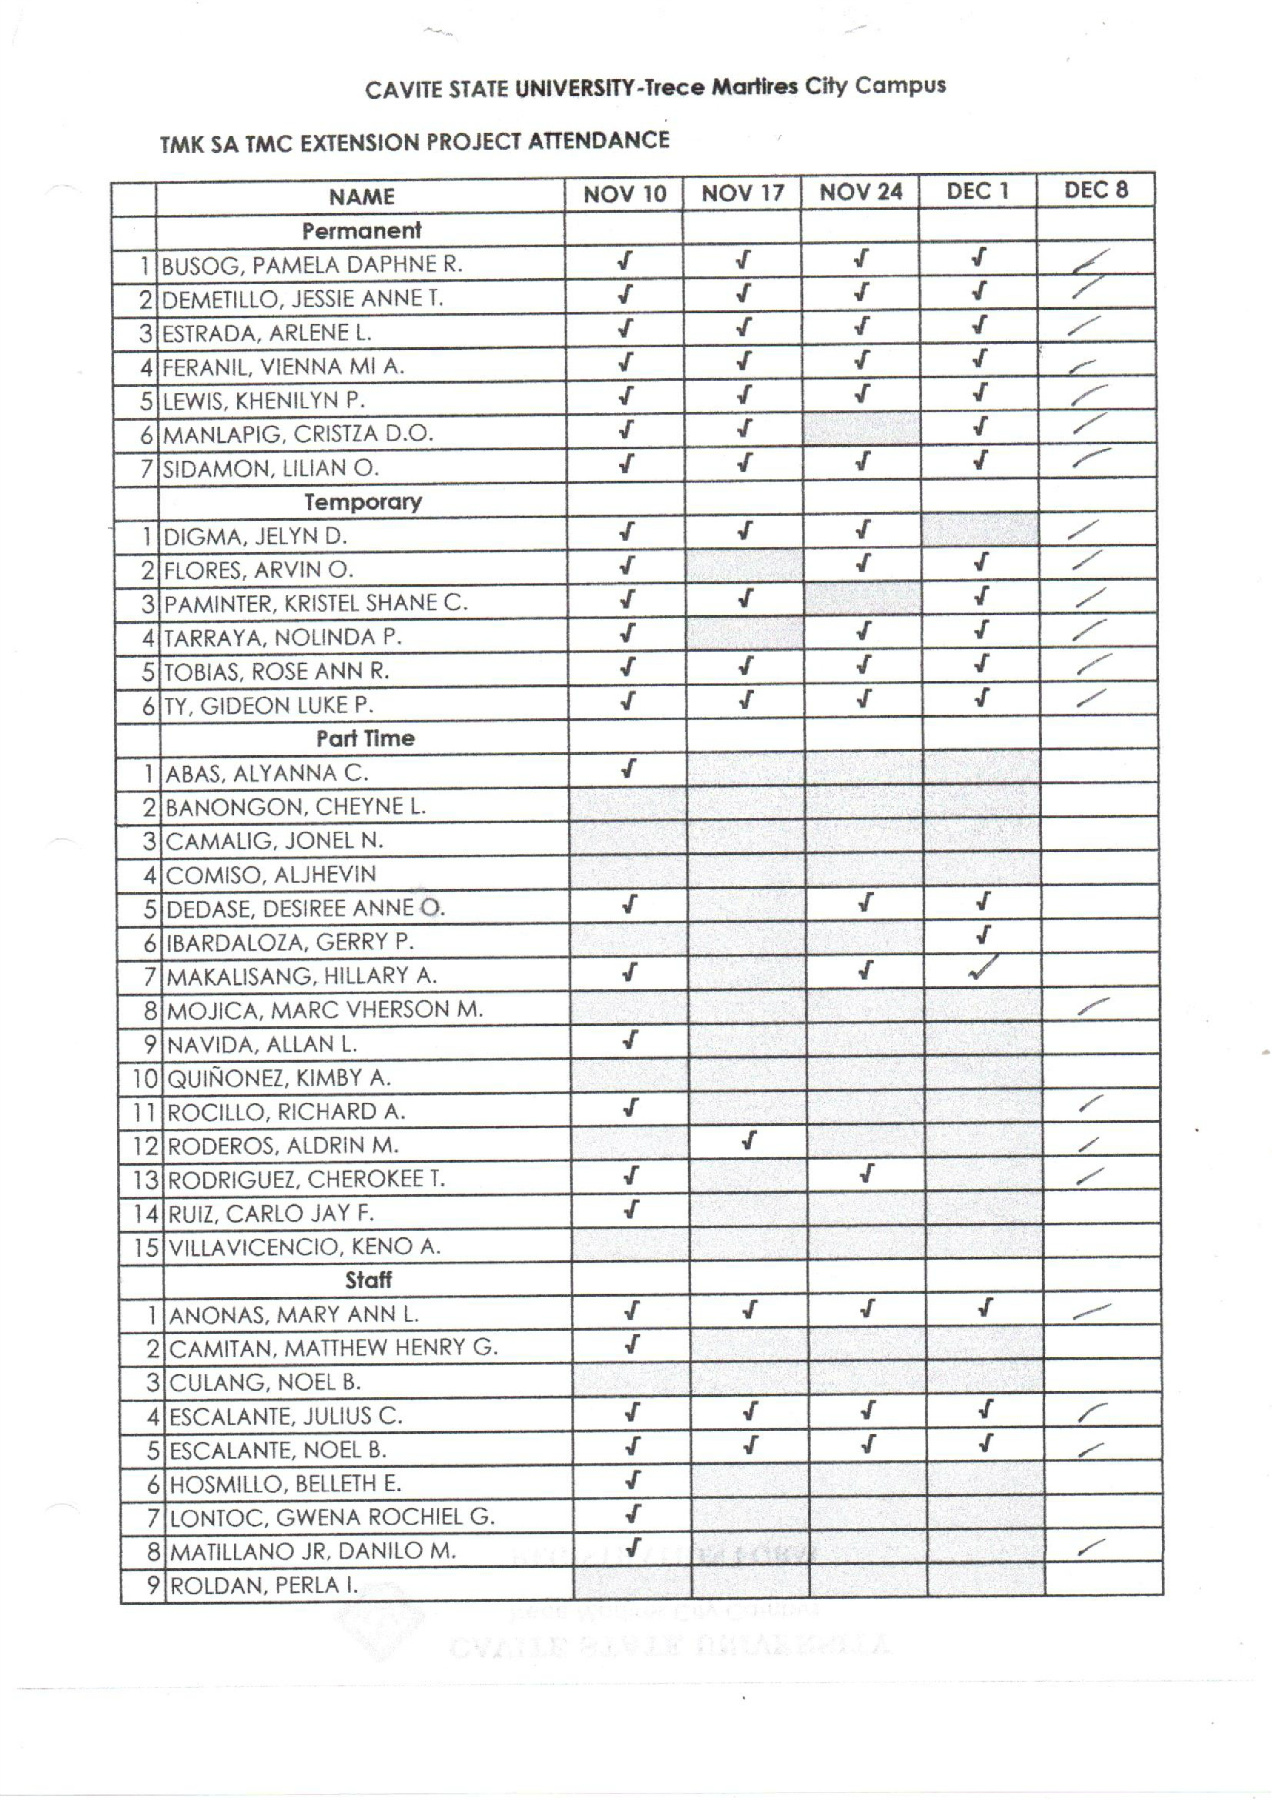 CAVITE STATE UNIVERSITY-Trece Martires City Campus
TMK SA TMC EXTENSION PROJECT ATTENDANCE
NAME NOV 10 NOV 17 NOV 24 DEC 1 DEC 8
Permanent
1 BUSOG, PAMELA DAPHNE R. √ √ √ √ ✓
2 DEMETILLO, JESSIE ANNE T. √ √ √ √ ⁄
3 ESTRADA, ARLENE L. √ √ √ √ ⁄
4 FERANIL, VIENNA MI A. √ √ √ √ ⁄
5 LEWIS, KHENILYN P. √ √ √ √ ⁄
6 MANLAPIG, CRISTZA D.O. √ √ √ ⁄
7 SIDAMON, LILIAN O. √ √ √ √ ⁄
Temporary
1 DIGMA, JELYN D. √ √ √ ⁄
2 FLORES, ARVIN O. √ √ √ ⁄
3 PAMINTER, KRISTEL SHANE C. √ √ √ ⁄
4 TARRAYA, NOLINDA P. √ √ √ ⁄
5 TOBIAS, ROSE ANN R. √ √ √ √ ⁄
6 TY, GIDEON LUKE P. √ √ √ √ ⁄
Part Time
1 ABAS, ALYANNA C. √
2 BANONGON, CHEYNE L.
3 CAMALIG, JONEL N.
4 COMISO, ALJHEVIN
5 DEDASE, DESIREE ANNE O. √ √ √
6 IBARDALOZA, GERRY P. √
7 MAKALISANG, HILLARY A. √ √ ✓
8 MOJICA, MARC VHERSON M. ⁄
9 NAVIDA, ALLAN L. √
10 QUIÑONEZ, KIMBY A.
11 ROCILLO, RICHARD A. √ ⁄
12 RODEROS, ALDRIN M. √ ⁄
13 RODRIGUEZ, CHEROKEE T. √ √ ⁄
14 RUIZ, CARLO JAY F. √
15 VILLAVICENCIO, KENO A.
Staff
1 ANONAS, MARY ANN L. √ √ √ √ ⁄
2 CAMITAN, MATTHEW HENRY G. √
3 CULANG, NOEL B.
4 ESCALANTE, JULIUS C. √ √ √ √ ⁄
5 ESCALANTE, NOEL B. √ √ √ √ ⁄
6 HOSMILLO, BELLETH E. √
7 LONTOC, GWENA ROCHIEL G. √
8 MATILLANO JR, DANILO M. √ ⁄
9 ROLDAN, PERLA I.